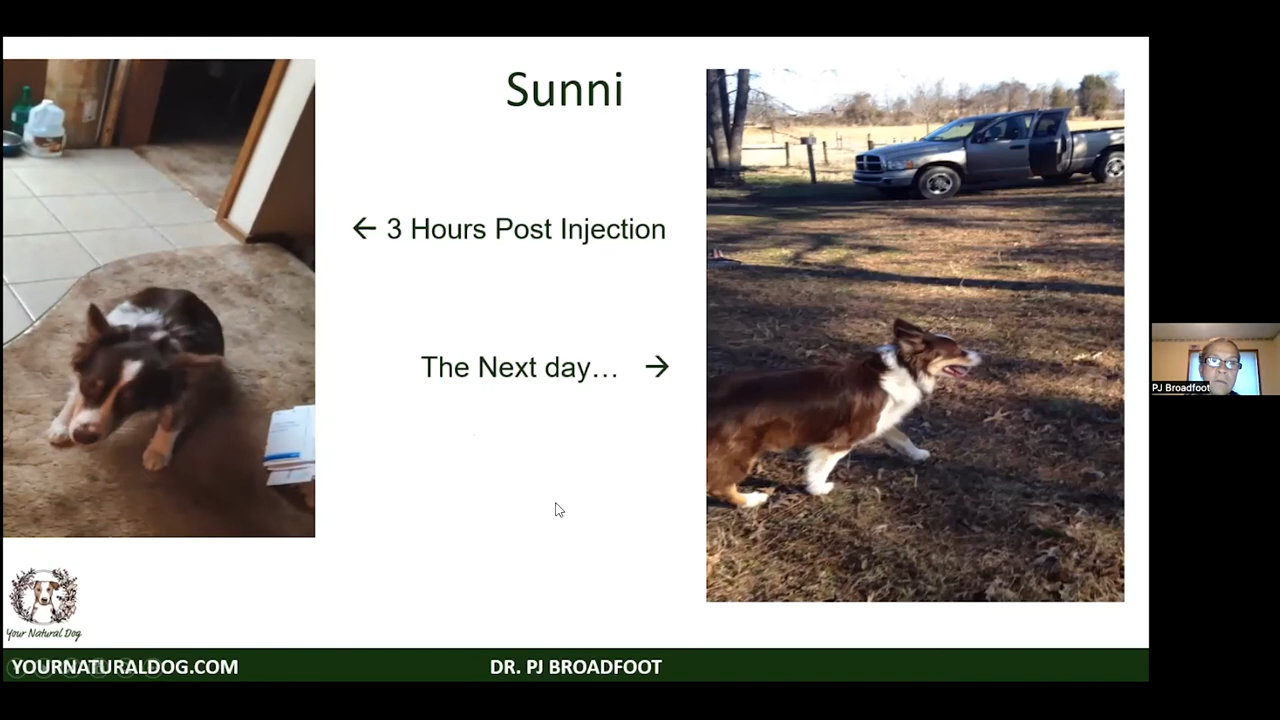 Sunni
← 3 Hours Post Injection
The Next day… →
PJ Broadfoot
Your Natural Dog
YOURNATURALDOG.COM
DR. PJ BROADFOOT